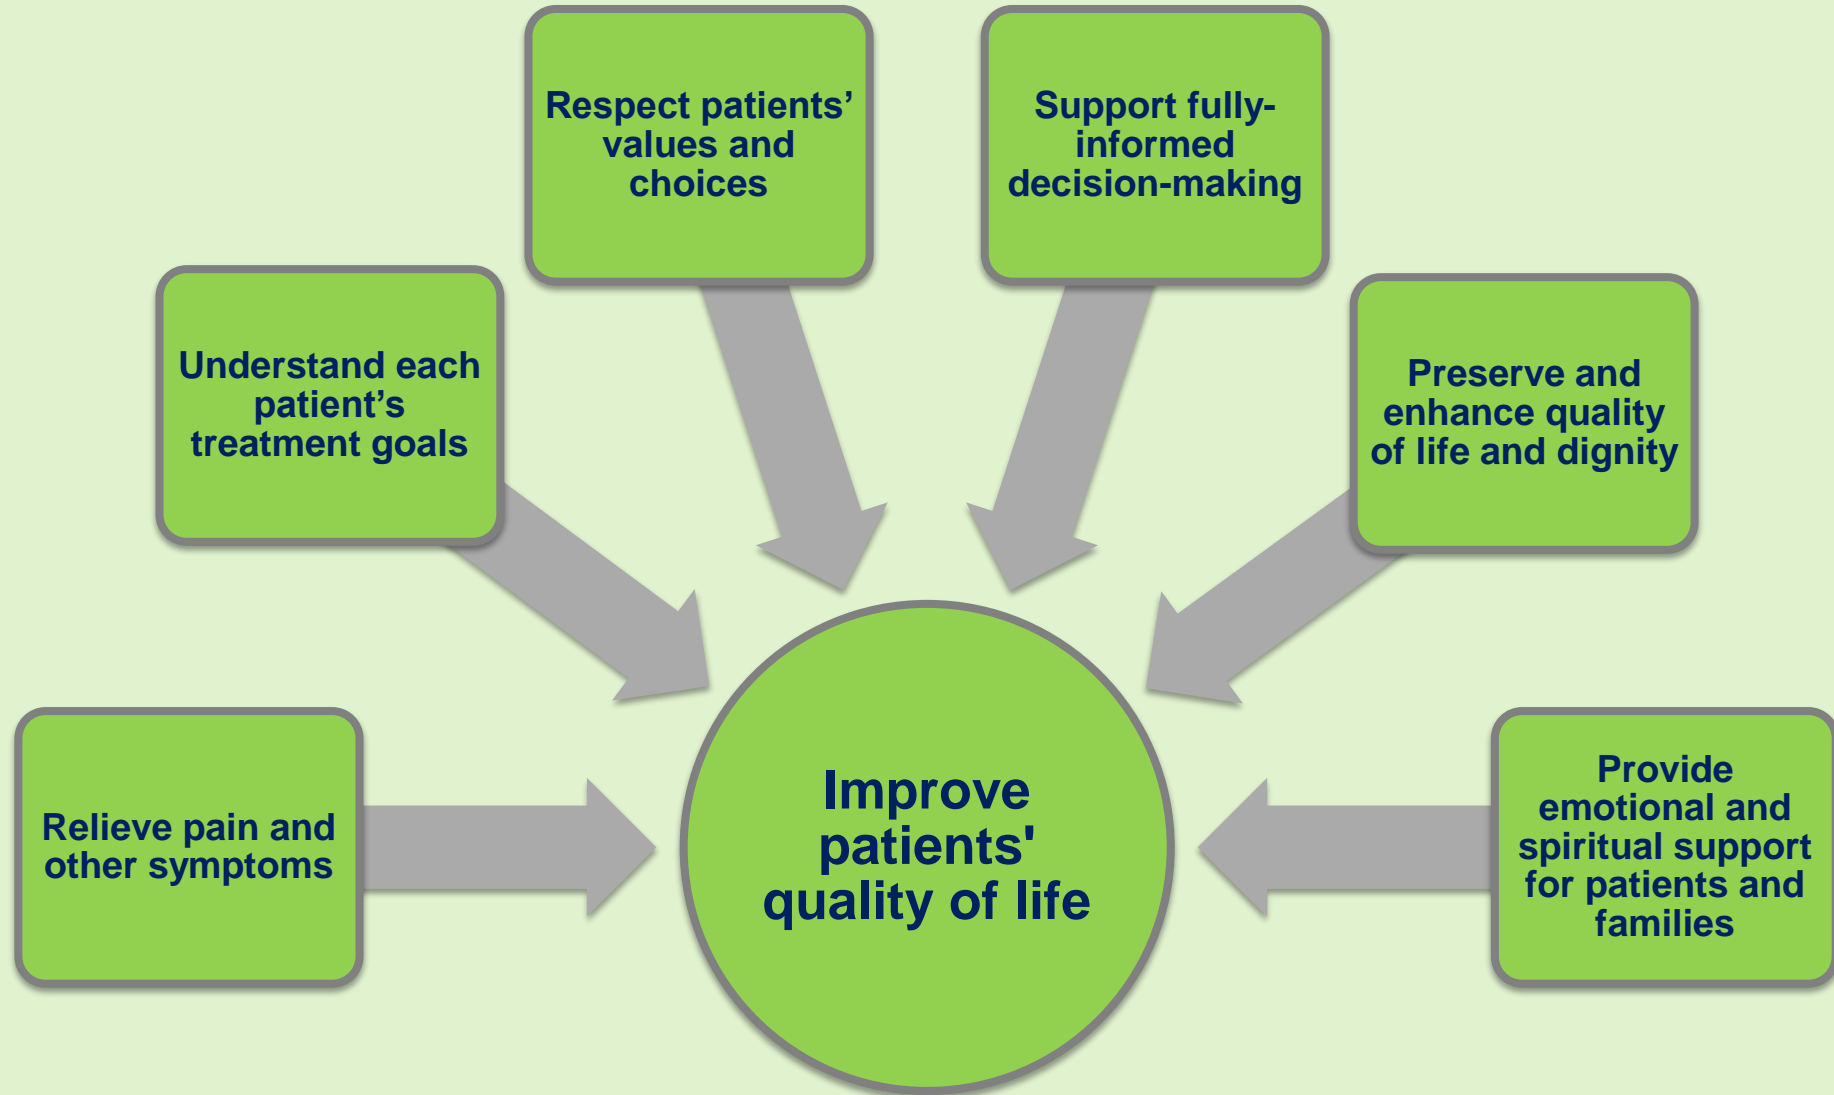 Respect patients’
values and
choices
Support fully-
informed
decision-making
Understand each
patient’s
treatment goals
Preserve and
enhance quality
of life and dignity
Relieve pain and
other symptoms
Improve
patients'
quality of life
Provide
emotional and
spiritual support
for patients and
families